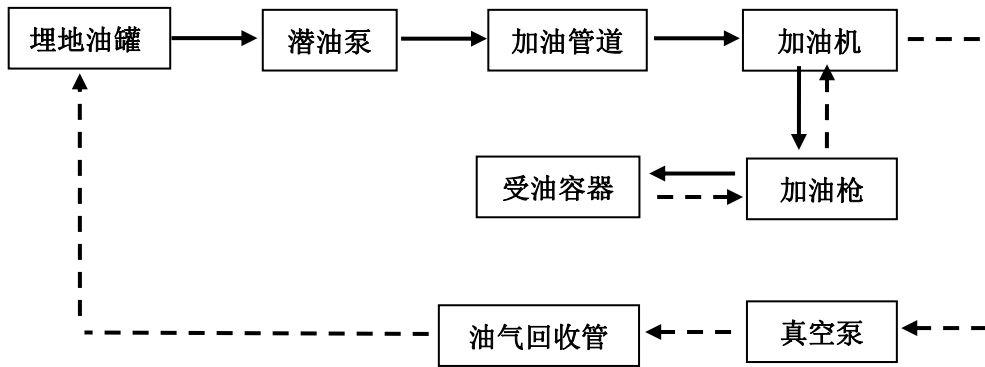 埋地油罐
潜油泵
加油管道
加油机
受油容器
加油枪
油气回收管
真空泵